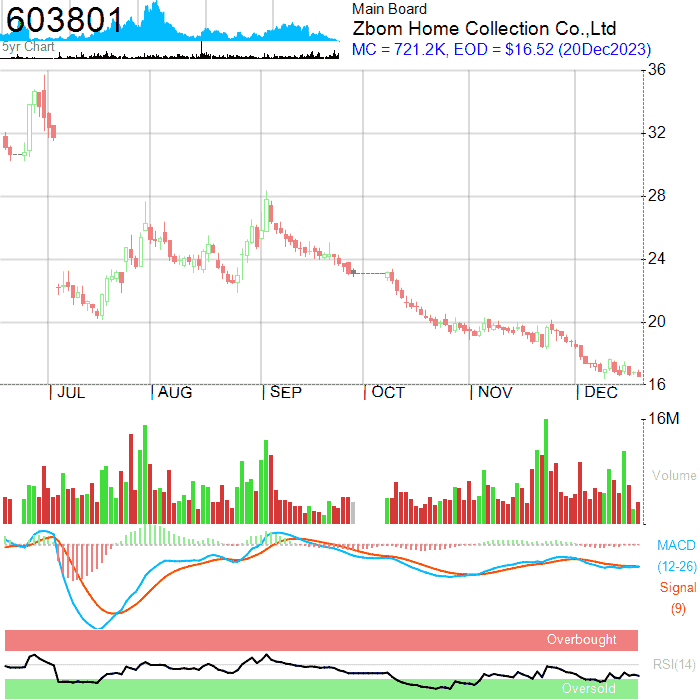 603801
5yr Chart
Main Board
Zbom Home Collection Co.,Ltd
MC = 721.2K, EOD = $16.52 (20Dec2023)
36
32
28
24
20
16
JUL AUG SEP OCT NOV DEC
16M
Volume
MACD
(12-26)
Signal
(9)
Overbought
RSI(14)
Oversold